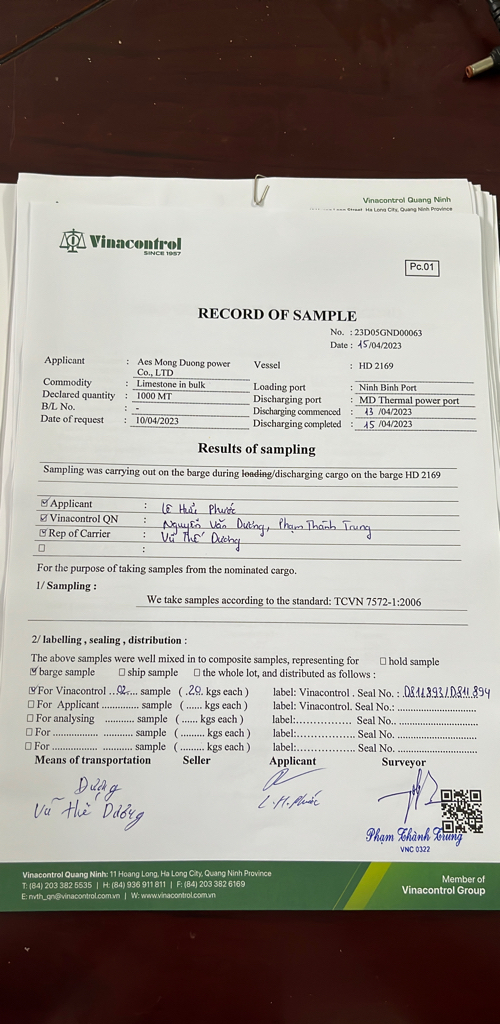 Vinacontrol Quang Ninh
Street, Ha Long City, Quang Ninh Province
Vinacontrol
SINCE 1957
Pc.01
RECORD OF SAMPLE
No. : 23D05GND00063
Date : 15/04/2023
Applicant : Aes Mong Duong power Co., LTD
Vessel : HD 2169
Commodity : Limestone in bulk
Loading port : Ninh Binh Port
Declared quantity : 1000 MT
Discharging port : MD Thermal power port
B/L No. : -
Discharging commenced : 13 /04/2023
Date of request : 10/04/2023
Discharging completed : 15 /04/2023
Results of sampling
Sampling was carrying out on the barge during loading/discharging cargo on the barge HD 2169
Applicant : Lê Hữu Phước
Vinacontrol QN : Nguyễn Văn Dương, Phạm Thành Trung
Rep of Carrier : Vũ Thế Dương
:
For the purpose of taking samples from the nominated cargo.
1/ Sampling :
We take samples according to the standard: TCVN 7572-1:2006
2/ labelling , sealing , distribution :
The above samples were well mixed in to composite samples, representing for hold sample
barge sample ship sample the whole lot, and distributed as follows :
For Vinacontrol ..02.... sample (.20. kgs each) label: Vinacontrol . Seal No. : D811893/D811894
For Applicant ............. sample (...... kgs each) label: Vinacontrol. Seal No.: ..........................
For analysing ........... sample (...... kgs each) label:................ Seal No.. ..........................
For ................ ........... sample (........ kgs each) label:................ Seal No.. ..........................
For ................ ........... sample (........ kgs each) label:................ Seal No. ..........................
Means of transportation Seller Applicant Surveyor
Dương
Vũ Thế Dương
L.H.Phước
Phạm Thành Trung
VNC 0322
Vinacontrol Quang Ninh: 11 Hoang Long, Ha Long City, Quang Ninh Province
T: (84) 203 382 5535 | H: (84) 936 911 811 | F: (84) 203 382 6169
E: nvth_qn@vinacontrol.com.vn | W: www.vinacontrol.com.vn
Member of
Vinacontrol Group